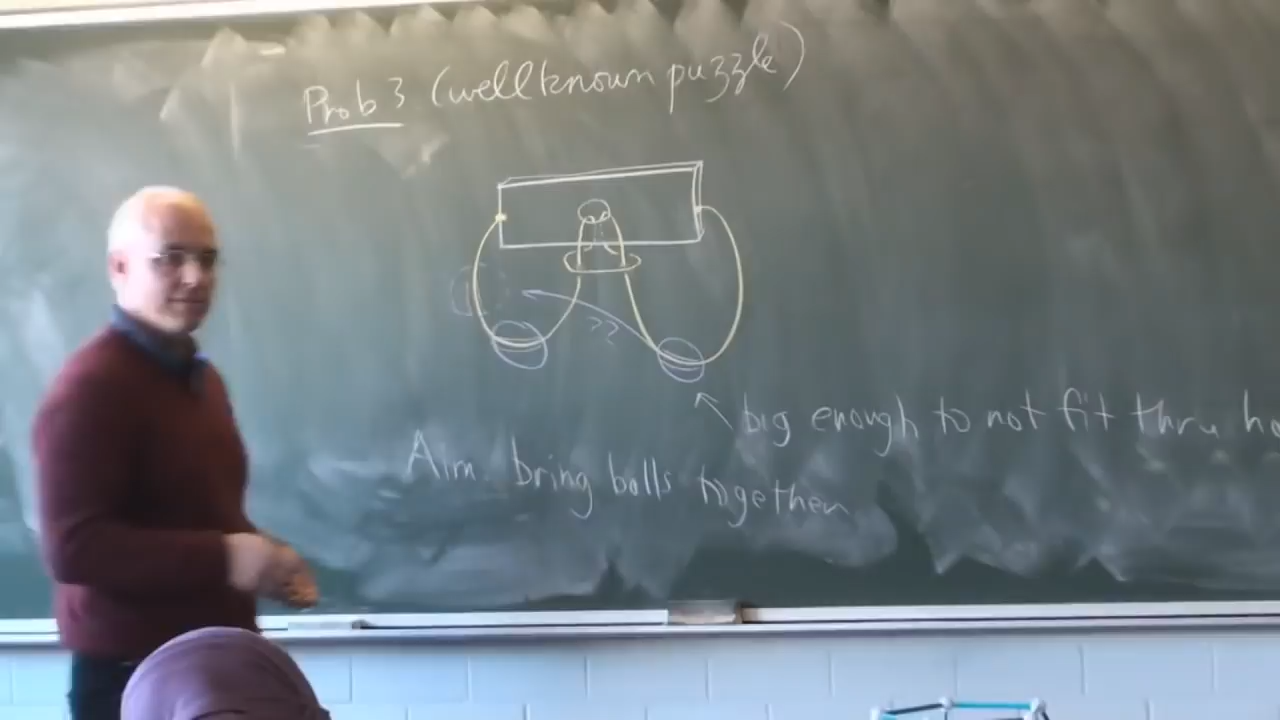 Prob 3 (well known puzzle)
??
big enough to not fit thru
Aim: bring balls together